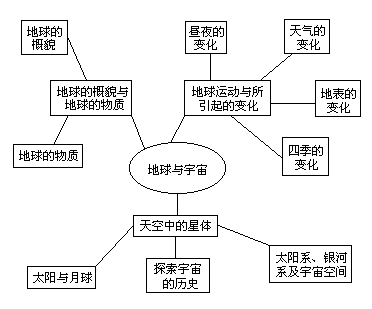 地球的
概貌
昼夜的
变化
天气的
变化
地球的概貌与
地球的物质
地球运动与所
引起的变化
地表的
变化
地球的物质
四季的
变化
地球与宇宙
天空中的星体
太阳与月球
探索宇宙
的历史
太阳系、银河
系及宇宙空间